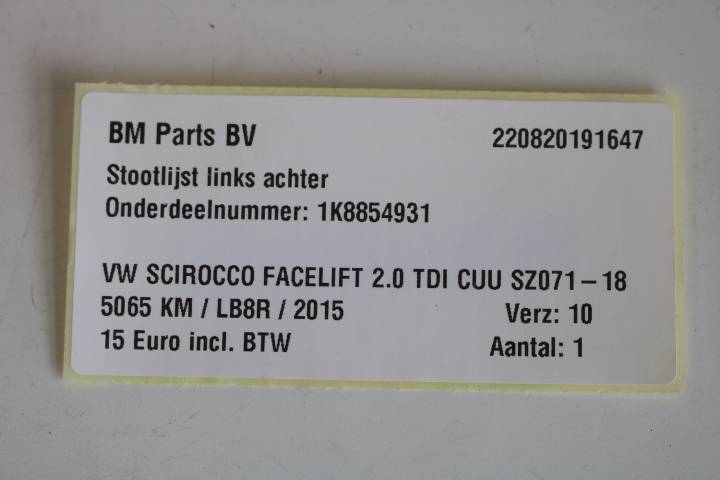 BM Parts BV 220820191647
Stootlijst links achter
Onderdeelnummer: 1K8854931
VW SCIROCCO FACELIFT 2.0 TDI CUU SZ071-18
5065 KM / LB8R / 2015 Verz: 10
15 Euro incl. BTW Aantal: 1